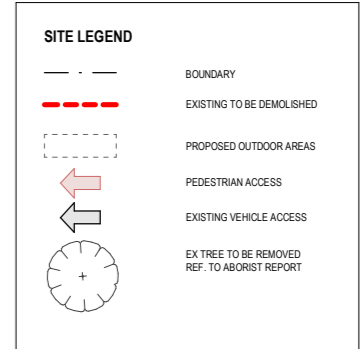 SITE LEGEND
BOUNDARY
EXISTING TO BE DEMOLISHED
PROPOSED OUTDOOR AREAS
PEDESTRIAN ACCESS
EXISTING VEHICLE ACCESS
EX TREE TO BE REMOVED
REF. TO ABORIST REPORT